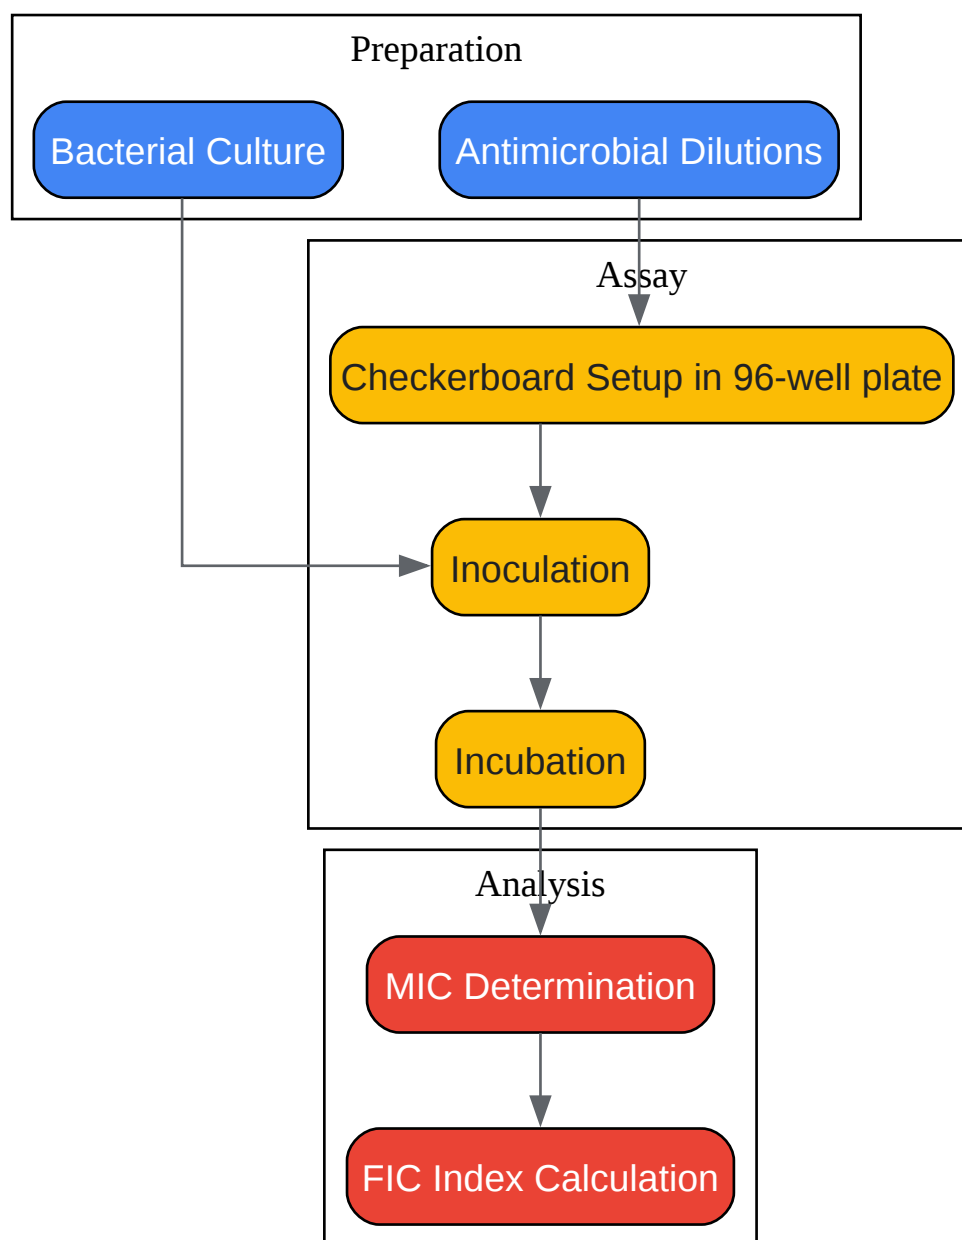 Preparation
Bacterial Culture
Antimicrobial Dilutions
Assay
Checkerboard Setup in 96-well plate
Inoculation
Incubation
Analysis
MIC Determination
FIC Index Calculation